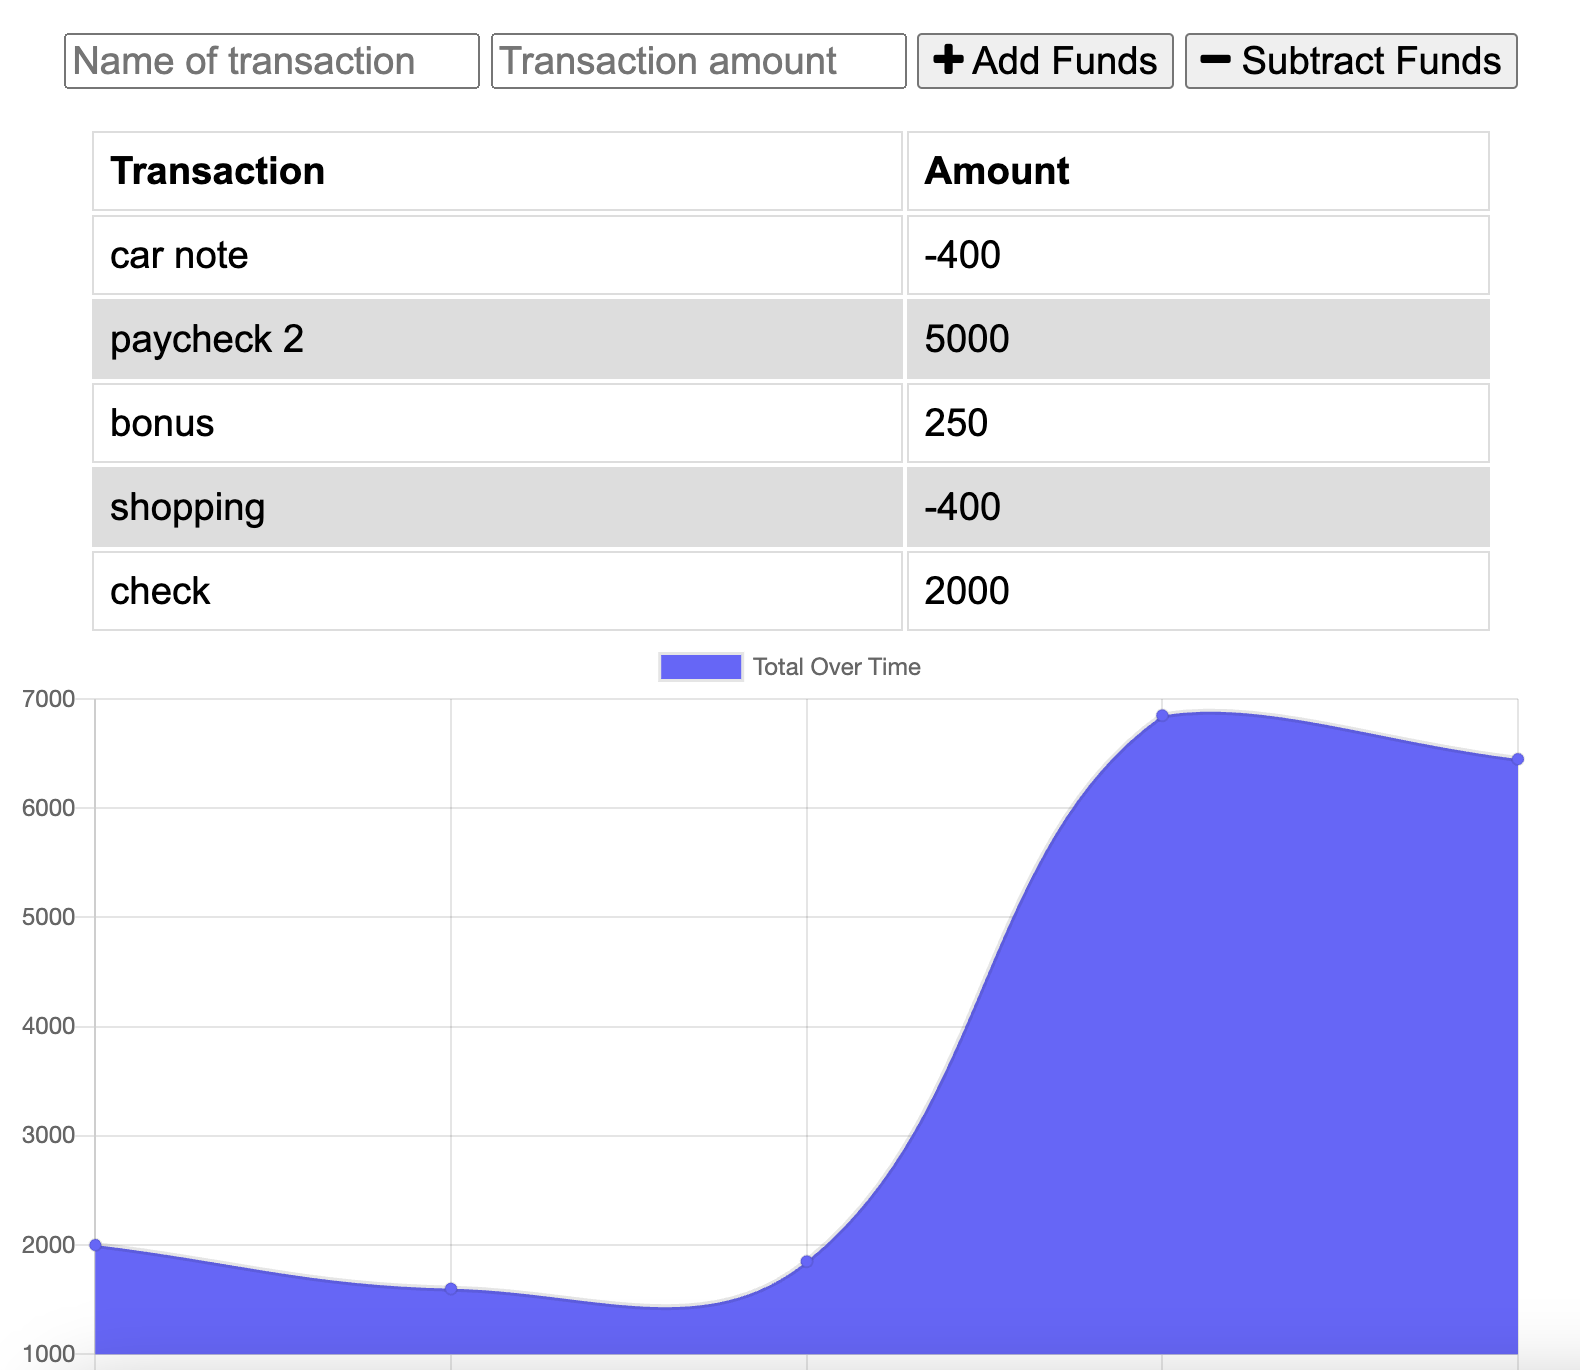 Name of transaction Transaction amount + Add Funds − Subtract Funds
Transaction Amount
car note -400
paycheck 2 5000
bonus 250
shopping -400
check 2000
Total Over Time
7000
6000
5000
4000
3000
2000
1000